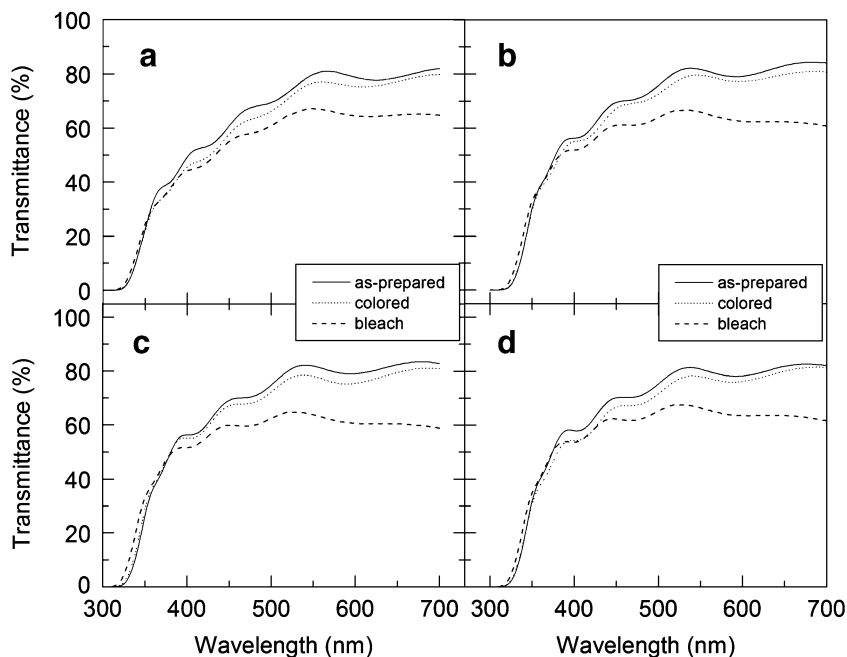 100
80
60
40
20
0
Transmittance (%)
a
b
as-prepared
colored
bleach
as-prepared
colored
bleach
100
80
60
40
20
0
Transmittance (%)
c
d
300 400 500 600 700
300 400 500 600 700
Wavelength (nm)
Wavelength (nm)